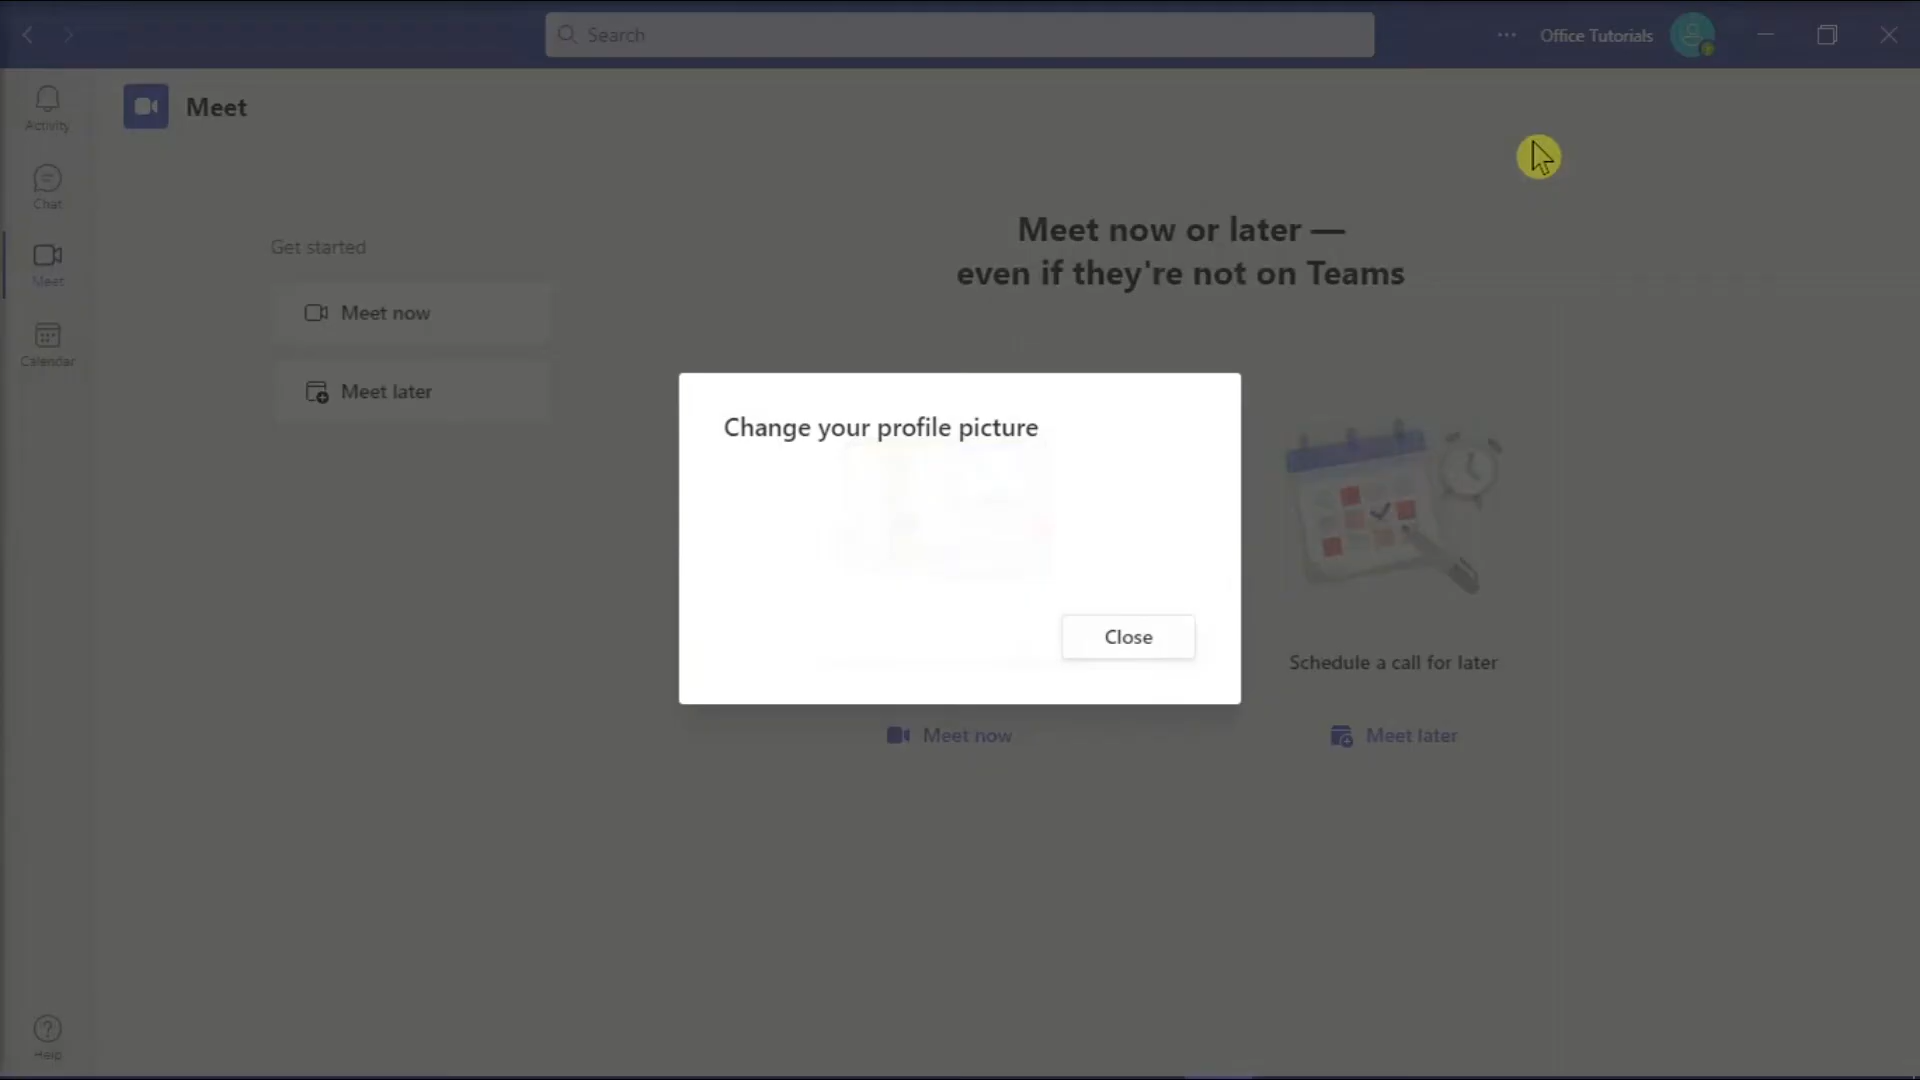 Search
Office Tutorials
Activity
Chat
Meet
Calendar
Help
Meet
Get started
Meet now
Meet later
Meet now or later —
even if they're not on Teams
Change your profile picture
Close
Schedule a call for later
Meet now
Meet later